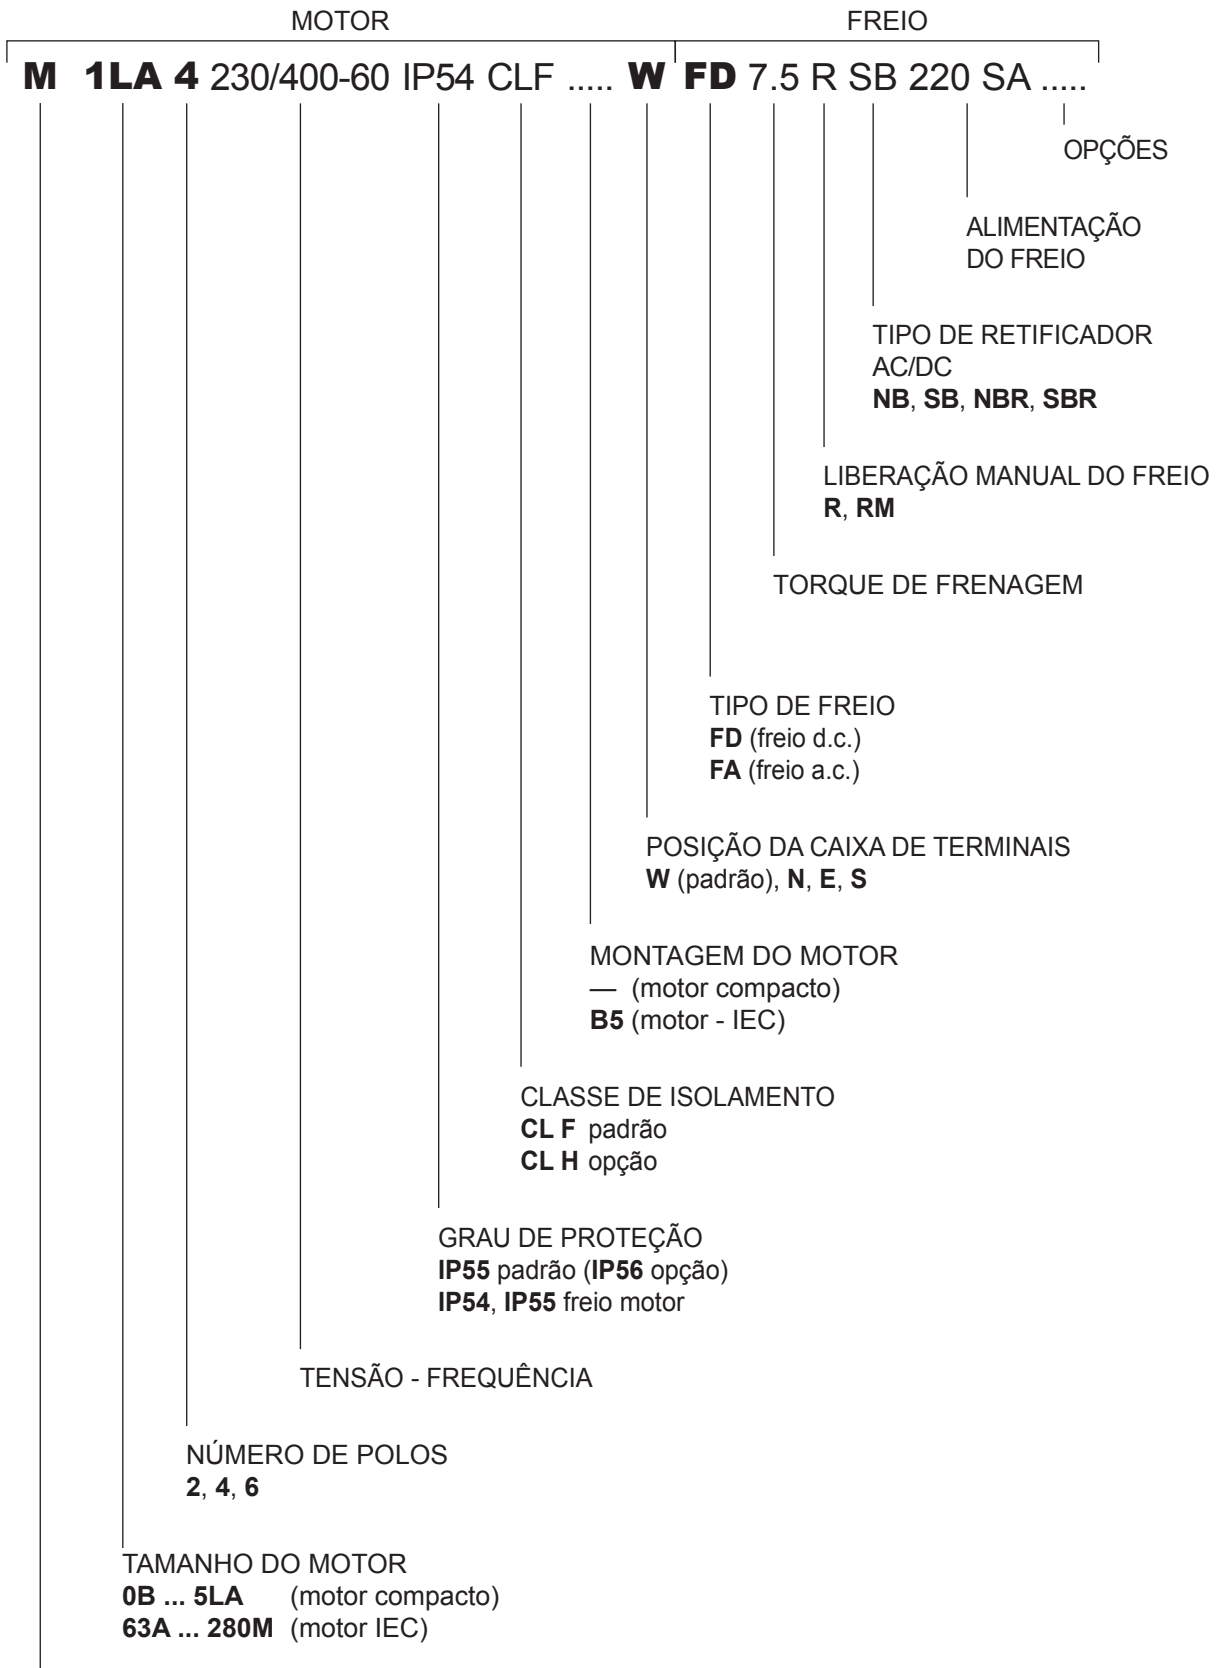 MOTOR FREIO
M 1LA 4 230/400-60 IP54 CLF ..... W FD 7.5 R SB 220 SA .....
OPÇÕES
ALIMENTAÇÃO
DO FREIO
TIPO DE RETIFICADOR
AC/DC
NB, SB, NBR, SBR
LIBERAÇÃO MANUAL DO FREIO
R, RM
TORQUE DE FRENAGEM
TIPO DE FREIO
FD (freio d.c.)
FA (freio a.c.)
POSIÇÃO DA CAIXA DE TERMINAIS
W (padrão), N, E, S
MONTAGEM DO MOTOR
— (motor compacto)
B5 (motor - IEC)
CLASSE DE ISOLAMENTO
CL F padrão
CL H opção
GRAU DE PROTEÇÃO
IP55 padrão (IP56 opção)
IP54, IP55 freio motor
TENSÃO - FREQUÊNCIA
NÚMERO DE POLOS
2, 4, 6
TAMANHO DO MOTOR
0B ... 5LA (motor compacto)
63A ... 280M (motor IEC)